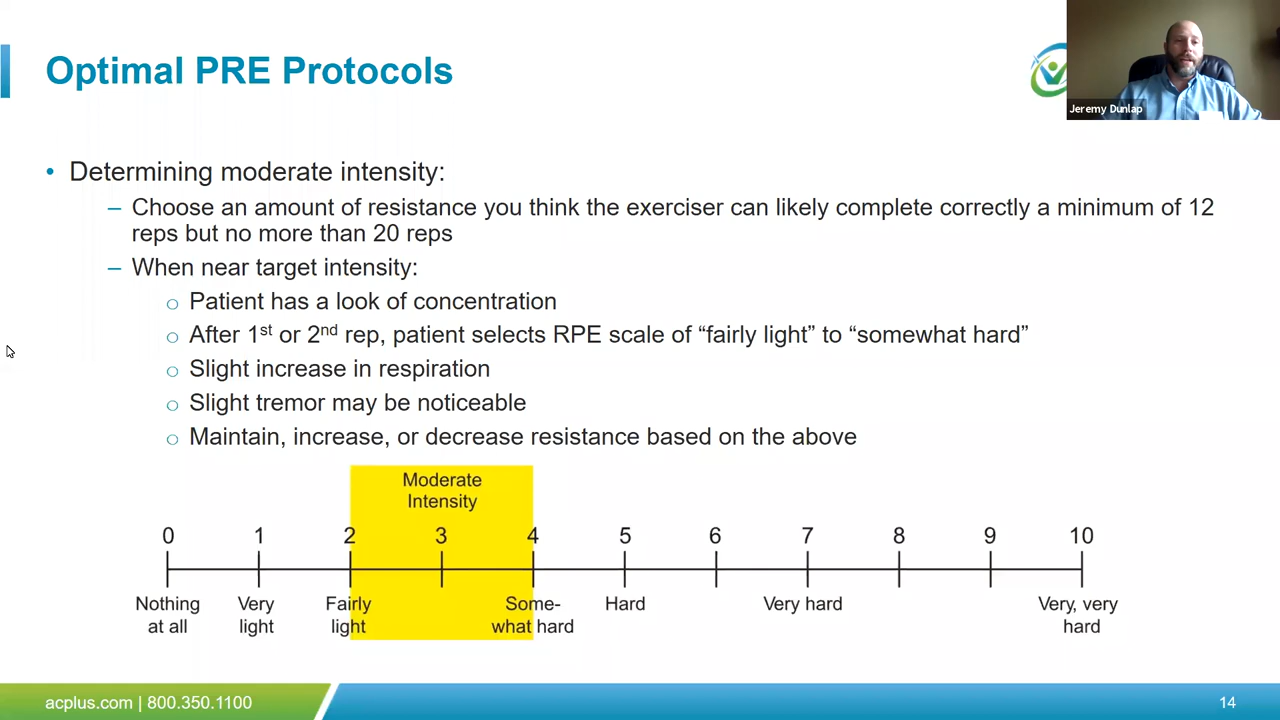 Optimal PRE Protocols
Jeremy Dunlap
• Determining moderate intensity:
– Choose an amount of resistance you think the exerciser can likely complete correctly a minimum of 12
reps but no more than 20 reps
– When near target intensity:
○ Patient has a look of concentration
○ After 1st or 2nd rep, patient selects RPE scale of “fairly light” to “somewhat hard”
○ Slight increase in respiration
○ Slight tremor may be noticeable
○ Maintain, increase, or decrease resistance based on the above
Moderate
Intensity
0 1 2 3 4 5 6 7 8 9 10
Nothing Very Fairly Some- Hard Very hard Very, very
at all light light what hard hard
acplus.com | 800.350.1100 14